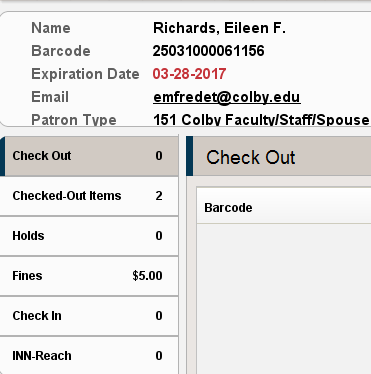 Name Richards, Eileen F.
Barcode 25031000061156
Expiration Date 03-28-2017
Email emfredet@colby.edu
Patron Type 151 Colby Faculty/Staff/Spouse
Check Out 0
Checked-Out Items 2
Holds 0
Fines $5.00
Check In 0
INN-Reach 0
Check Out
Barcode